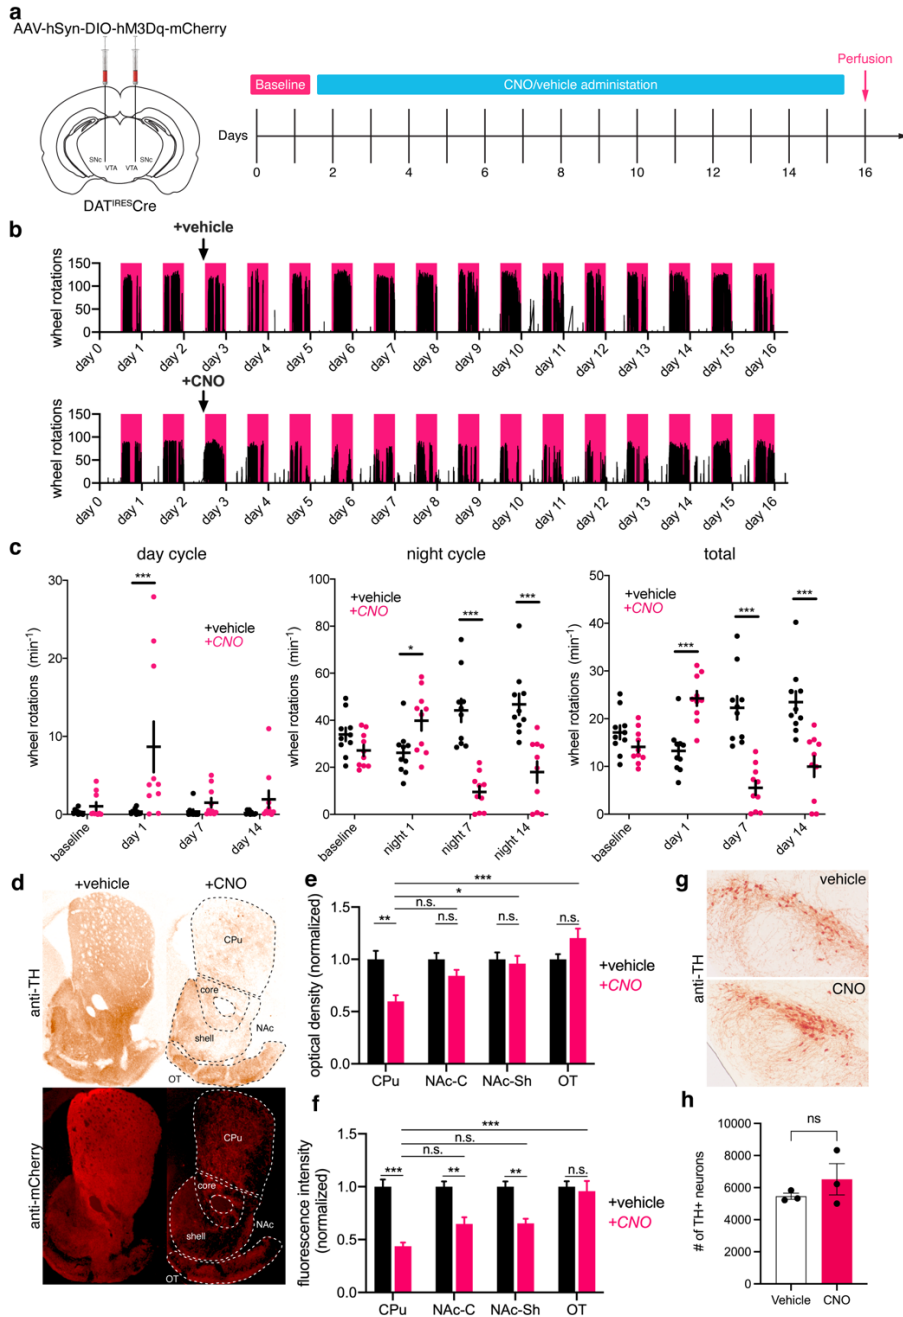 a
AAV-hSyn-DIO-hM3Dq-mCherry
Perfusion
Baseline
CNO/vehicle administation
Days
SNc
VTA
VTA
SNc
0
2
4
6
8
10
12
14
16
DATIRESCre
b
+vehicle
wheel rotations
150
100
50
0
day 0
day 1
day 2
day 3
day 4
day 5
day 6
day 7
day 8
day 9
day 10
day 11
day 12
day 13
day 14
day 15
day 16
+CNO
wheel rotations
150
100
50
0
day 0
day 1
day 2
day 3
day 4
day 5
day 6
day 7
day 8
day 9
day 10
day 11
day 12
day 13
day 14
day 15
day 16
c
day cycle
wheel rotations (min-1)
30
20
10
0
***
+vehicle
+CNO
baseline
day 1
day 7
day 14
night cycle
wheel rotations (min-1)
100
80
60
40
20
0
+vehicle
+CNO
*
***
***
baseline
night 1
night 7
night 14
total
wheel rotations (min-1)
50
40
30
20
10
0
+vehicle
+CNO
***
***
***
baseline
day 1
day 7
day 14
d
+vehicle
+CNO
anti-TH
CPu
core
NAc
shell
OT
anti-mCherry
CPu
core
NAc
shell
OT
e
optical density (normalized)
1.5
1.0
0.5
0.0
***
*
n.s.
**
n.s.
n.s.
n.s.
+vehicle
+CNO
CPu
NAc-C
NAc-Sh
OT
f
fluorescence intensity
(normalized)
1.5
1.0
0.5
0.0
***
n.s.
n.s.
***
**
**
n.s.
+vehicle
+CNO
CPu
NAc-C
NAc-Sh
OT
g
anti-TH
vehicle
CNO
h
# of TH+ neurons
10000
8000
6000
4000
2000
0
ns
Vehicle
CNO